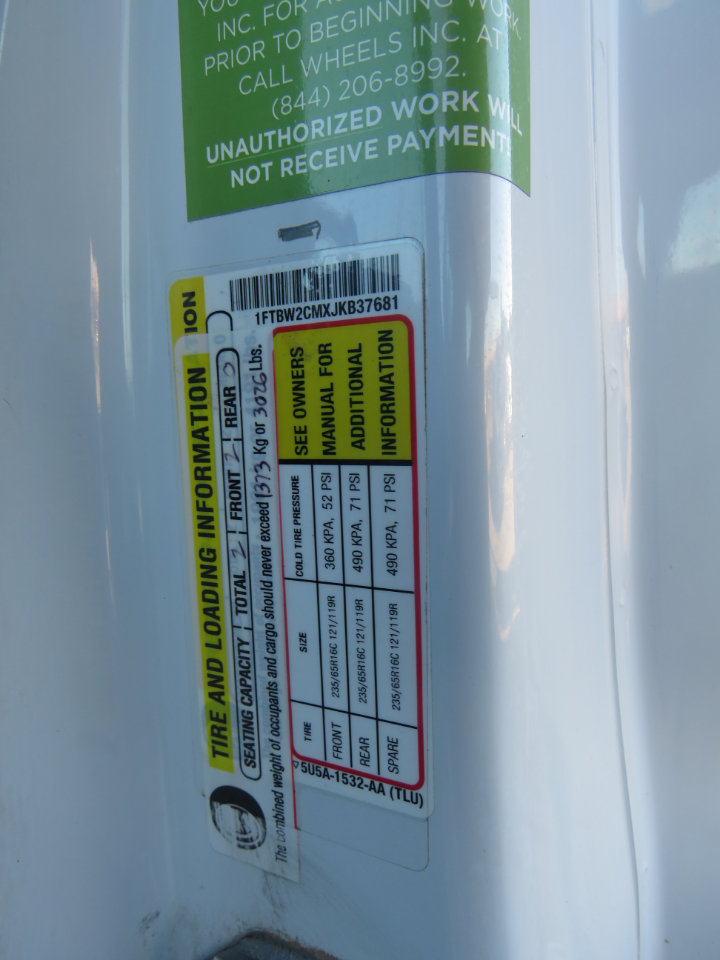 INC. FOR
PRIOR TO BEGINNING WORK.
CALL WHEELS INC. AT
(844) 206-8992.
UNAUTHORIZED WORK WILL
NOT RECEIVE PAYMENT.
1FTBW2CMXJKB37681
TIRE AND LOADING INFORMATION
SEATING CAPACITY TOTAL 2 FRONT 2 REAR 0
The combined weight of occupants and cargo should never exceed 1373 Kg or 3026 Lbs.
TIRE SIZE COLD TIRE PRESSURE
FRONT 235/65R16C 121/119R 360 KPA, 52 PSI
REAR 235/65R16C 121/119R 490 KPA, 71 PSI
SPARE 235/65R16C 121/119R 490 KPA, 71 PSI
SEE OWNERS
MANUAL FOR
ADDITIONAL
INFORMATION
5U5A-1532-AA (TLU)